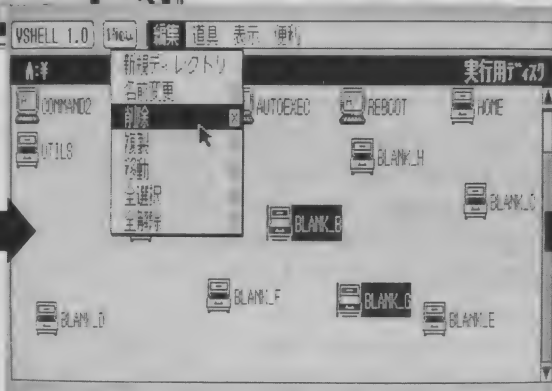 VSHELL 1.0 View 編集 道具 表示 便利
A:¥ 実行用ディスク
新規ディレクトリ
名前変更
削除
複製
移動
全選択
全解除
COMMAND2 AUTOEXEC REBOOT HOME
UTILS BLANK_H
BLANK_B BLANK_C
BLANK_F BLANK_G
BLANK_D BLANK_E